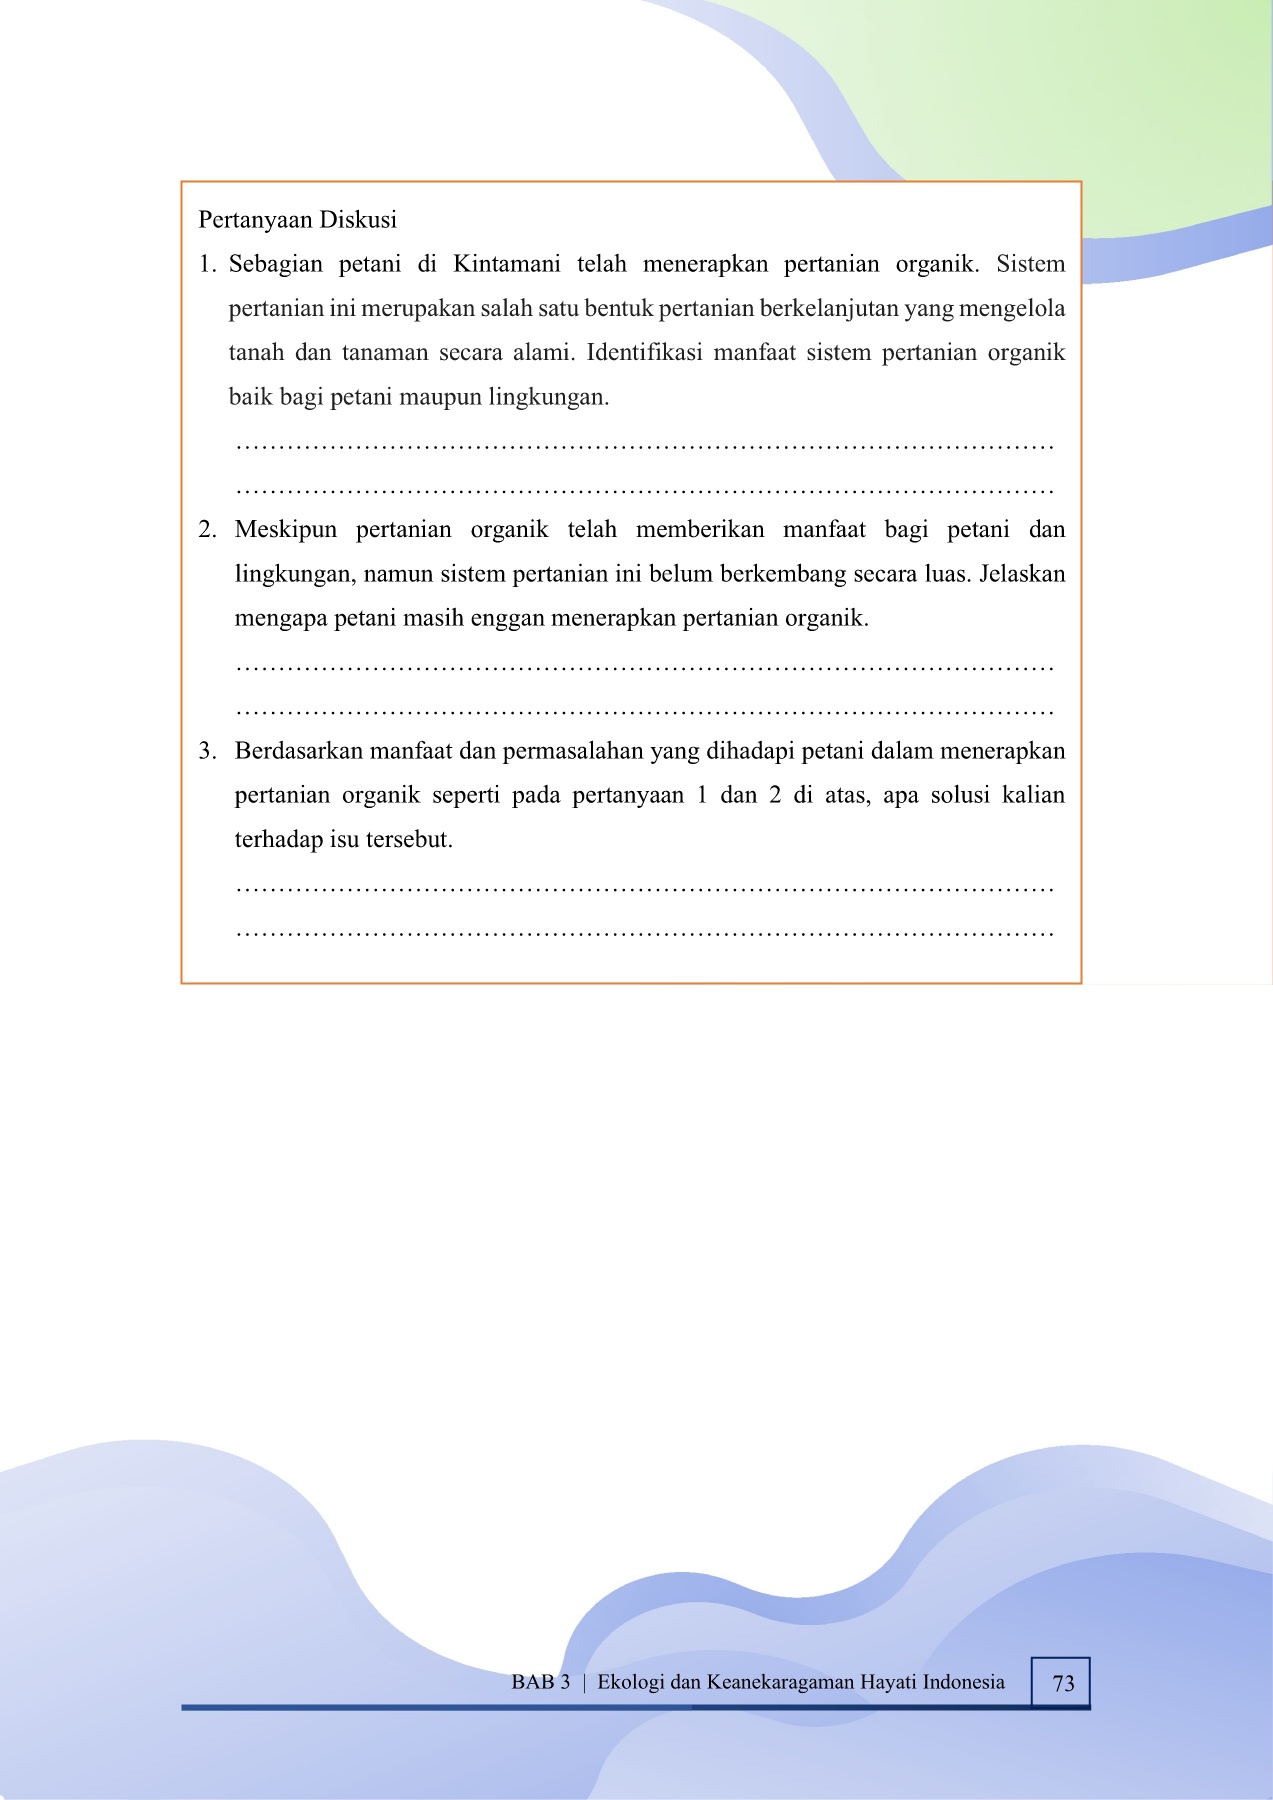 Pertanyaan Diskusi
1. Sebagian petani di Kintamani telah menerapkan pertanian organik. Sistem
pertanian ini merupakan salah satu bentuk pertanian berkelanjutan yang mengelola
tanah dan tanaman secara alami. Identifikasi manfaat sistem pertanian organik
baik bagi petani maupun lingkungan.
………………………………………………………………………………………
………………………………………………………………………………………
2. Meskipun pertanian organik telah memberikan manfaat bagi petani dan
lingkungan, namun sistem pertanian ini belum berkembang secara luas. Jelaskan
mengapa petani masih enggan menerapkan pertanian organik.
………………………………………………………………………………………
………………………………………………………………………………………
3. Berdasarkan manfaat dan permasalahan yang dihadapi petani dalam menerapkan
pertanian organik seperti pada pertanyaan 1 dan 2 di atas, apa solusi kalian
terhadap isu tersebut.
………………………………………………………………………………………
………………………………………………………………………………………
BAB 3 | Ekologi dan Keanekaragaman Hayati Indonesia 73